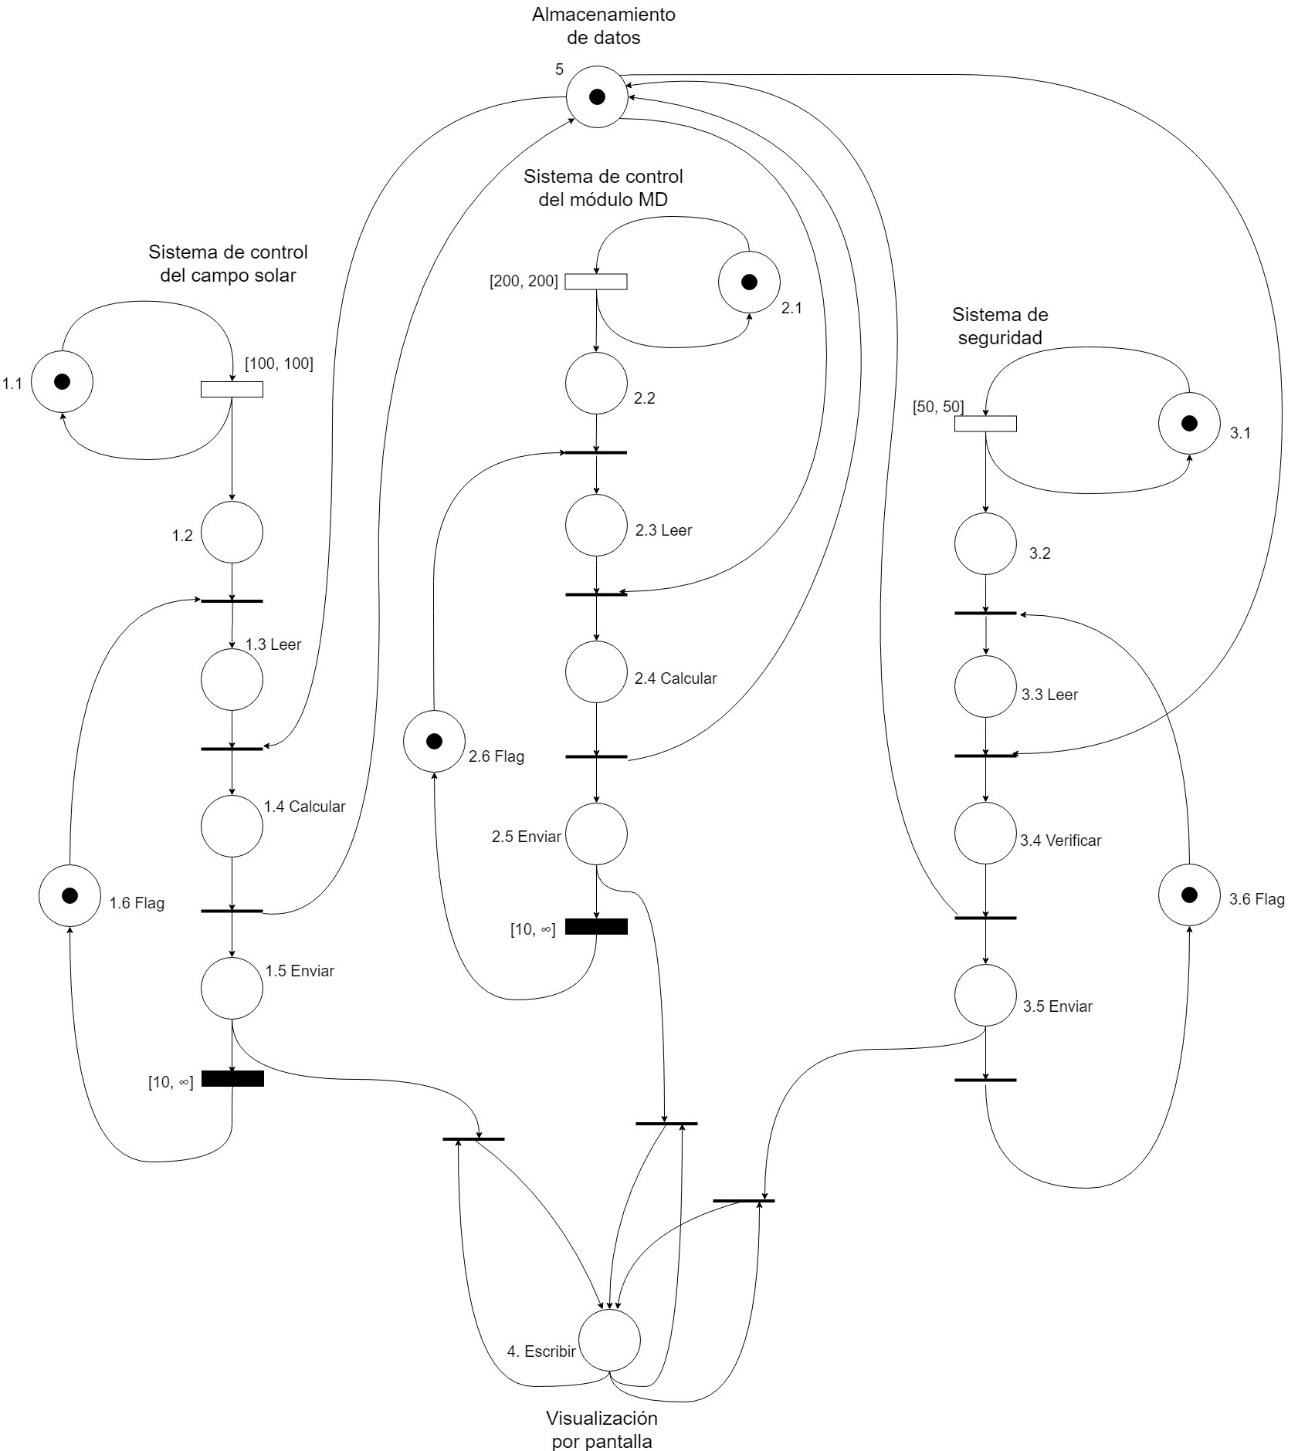 Almacenamiento
de datos
5
Sistema de control
del módulo MD
[200, 200]
2.1
2.2
2.3 Leer
2.4 Calcular
2.6 Flag
2.5 Enviar
[10, ∞]
Sistema de control
del campo solar
[100, 100]
1.1
1.2
1.3 Leer
1.4 Calcular
1.6 Flag
1.5 Enviar
[10, ∞]
Sistema de
seguridad
[50, 50]
3.1
3.2
3.3 Leer
3.4 Verificar
3.6 Flag
3.5 Enviar
4. Escribir
Visualización
por pantalla